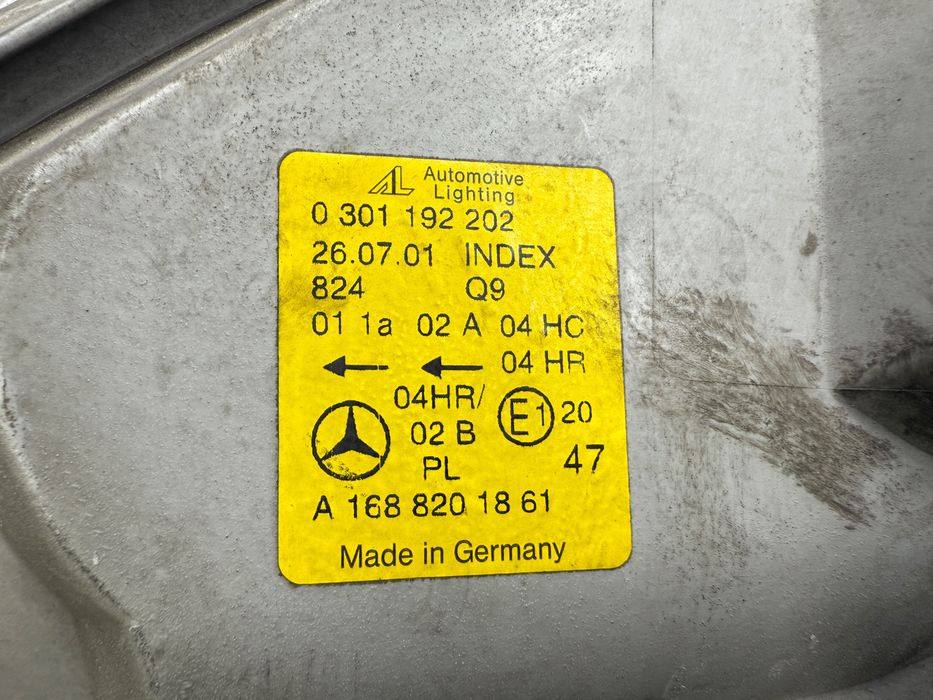 AL Automotive
Lighting
0 301 192 202
26.07.01 INDEX
824 Q9
01 1a 02 A 04 HC
04 HR
04HR/
02 B
PL
E1 20
47
A 168 820 18 61
Made in Germany